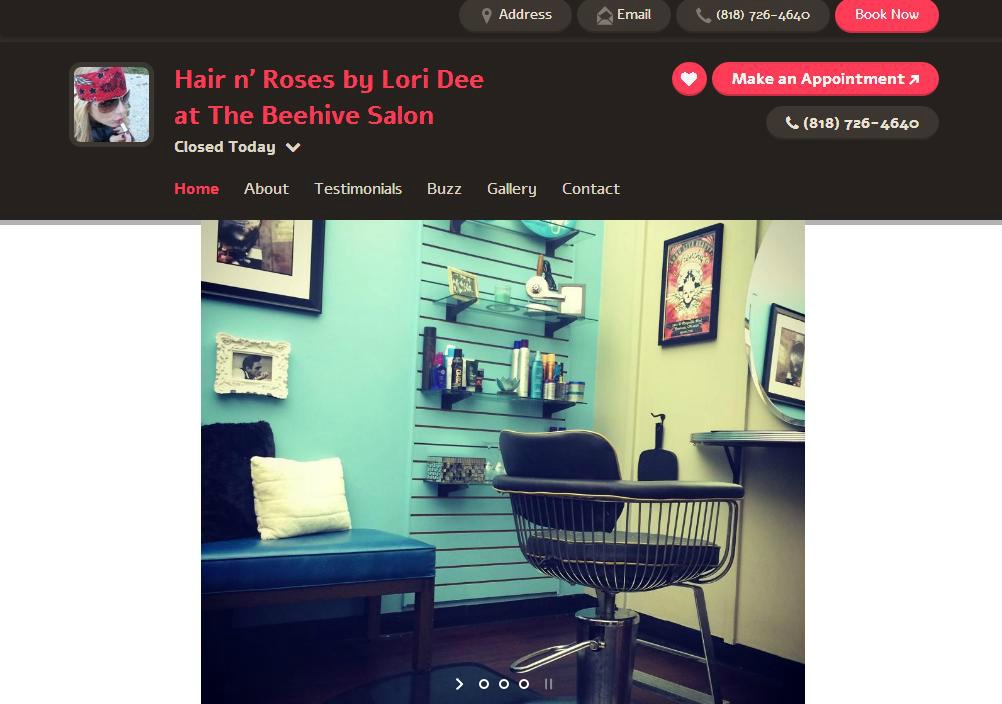 Address Email (818) 726-4640 Book Now
Hair n' Roses by Lori Dee
at The Beehive Salon
Closed Today
Make an Appointment
(818) 726-4640
Home About Testimonials Buzz Gallery Contact